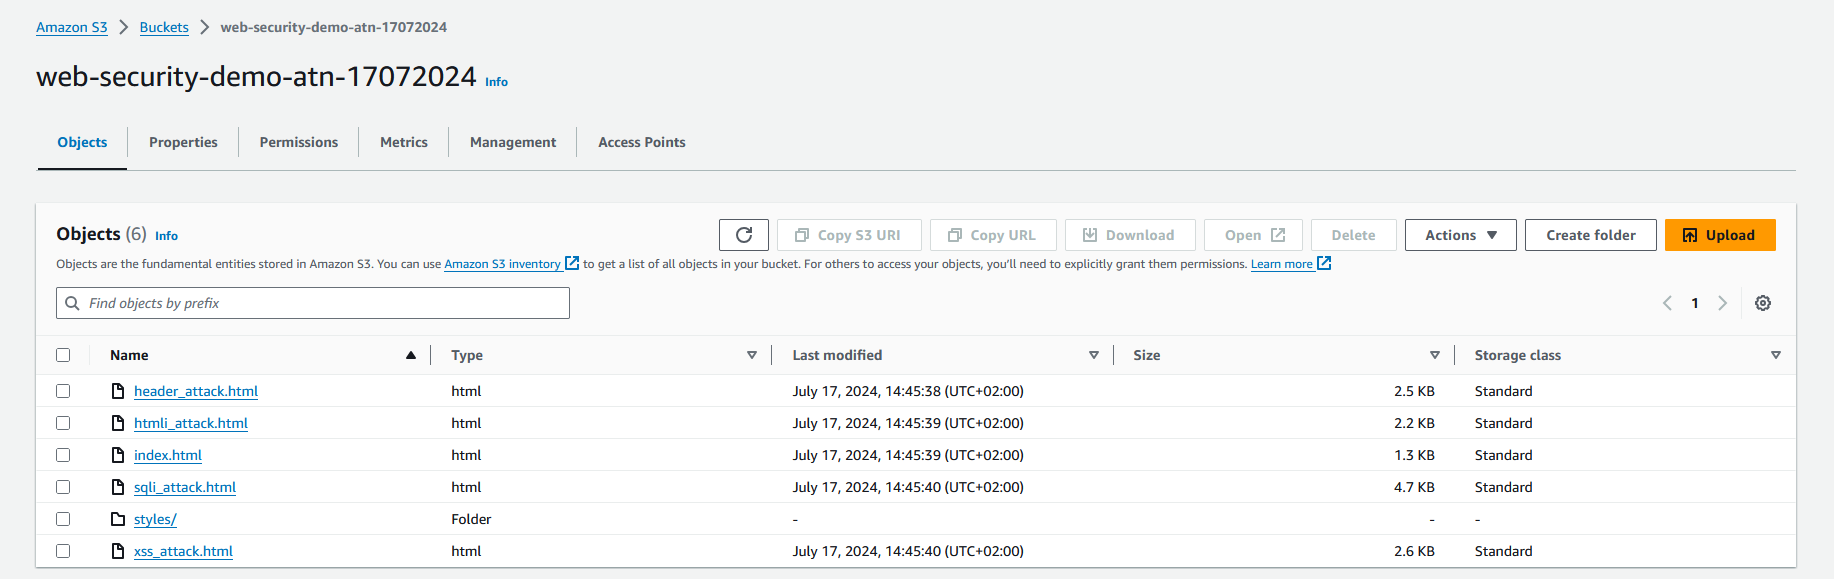 Amazon S3 > Buckets > web-security-demo-atn-17072024
web-security-demo-atn-17072024 Info
Objects Properties Permissions Metrics Management Access Points
Objects (6) Info Copy S3 URI Copy URL Download Open Delete Actions Create folder Upload
Objects are the fundamental entities stored in Amazon S3. You can use Amazon S3 inventory to get a list of all objects in your bucket. For others to access your objects, you'll need to explicitly grant them permissions. Learn more
Find objects by prefix 1
Name Type Last modified Size Storage class
header_attack.html html July 17, 2024, 14:45:38 (UTC+02:00) 2.5 KB Standard
htmli_attack.html html July 17, 2024, 14:45:39 (UTC+02:00) 2.2 KB Standard
index.html html July 17, 2024, 14:45:39 (UTC+02:00) 1.3 KB Standard
sqli_attack.html html July 17, 2024, 14:45:40 (UTC+02:00) 4.7 KB Standard
styles/ Folder - - -
xss_attack.html html July 17, 2024, 14:45:40 (UTC+02:00) 2.6 KB Standard